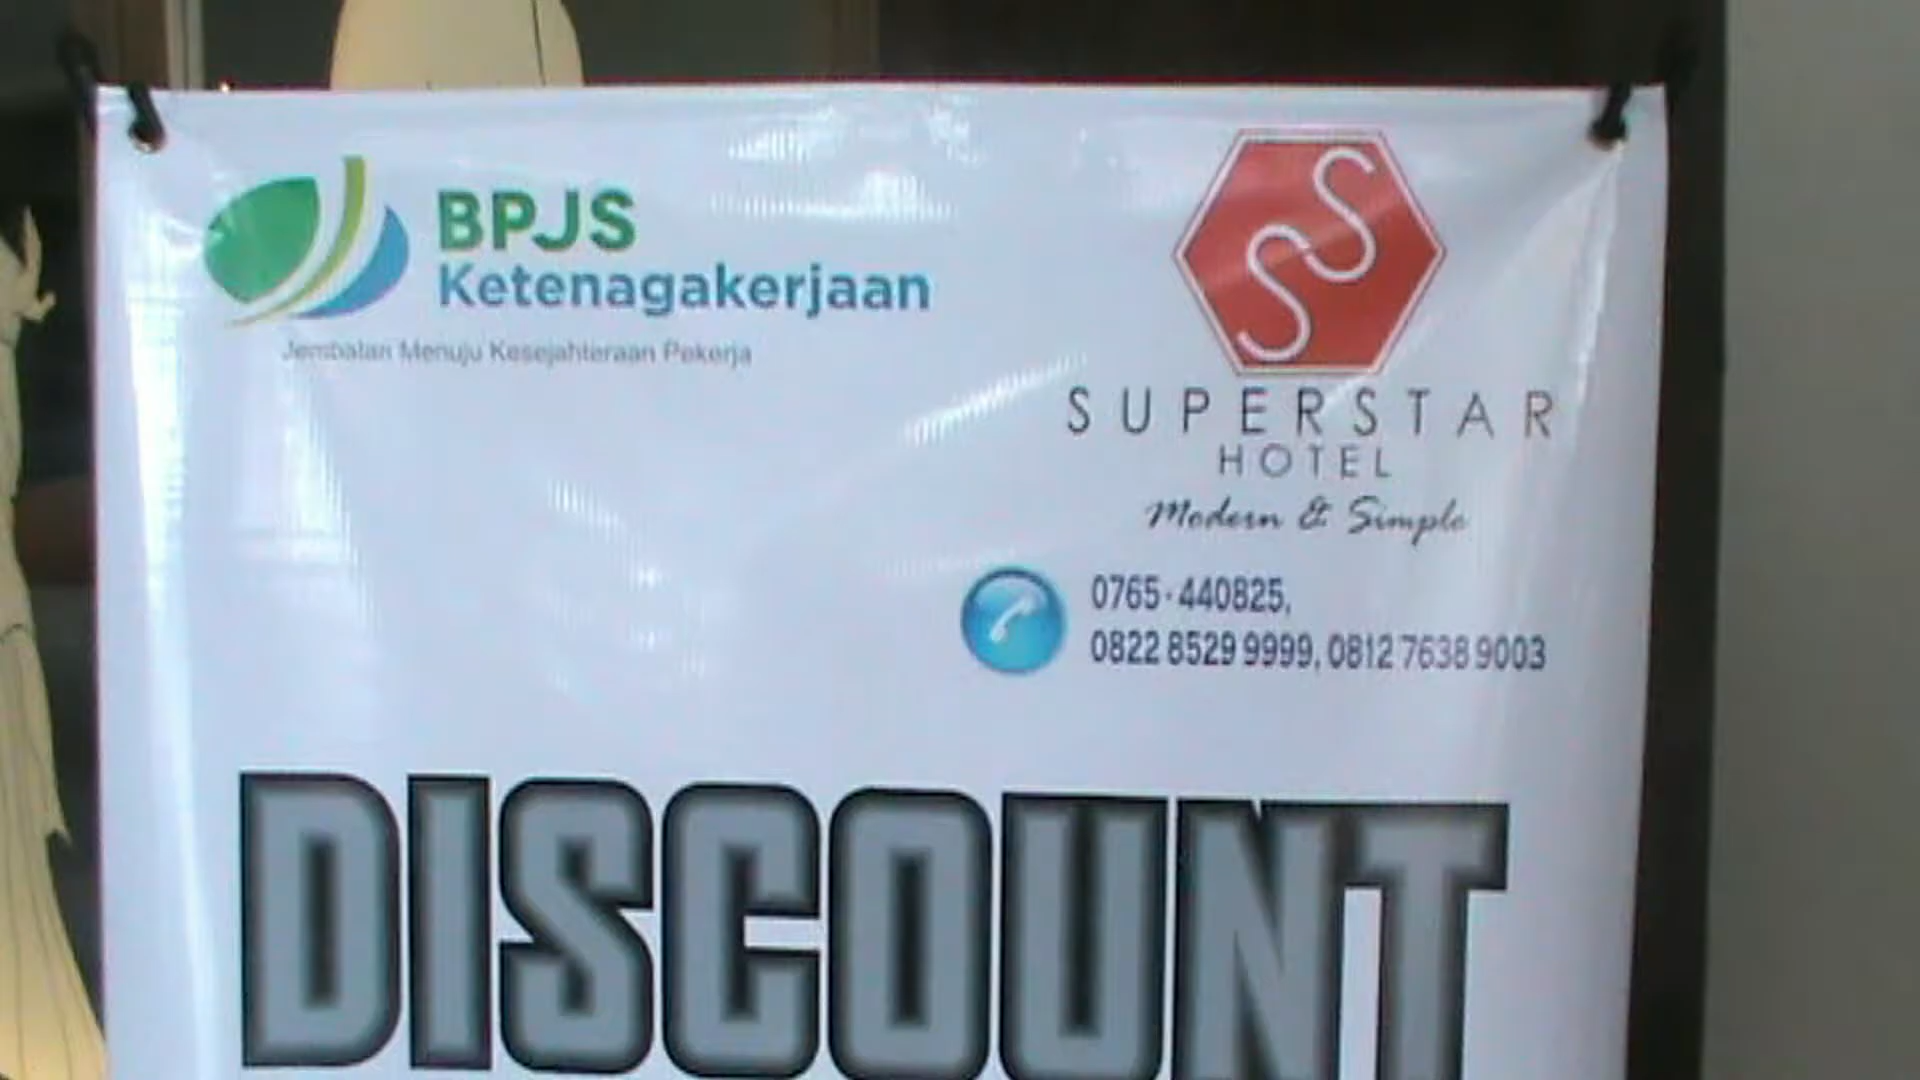 BPJS
Ketenagakerjaan
Jembatan Menuju Kesejahteraan Pekerja
SS
SUPERSTAR
HOTEL
Modern & Simple
0765-440825,
0822 8529 9999, 0812 7638 9003
DISCOUNT